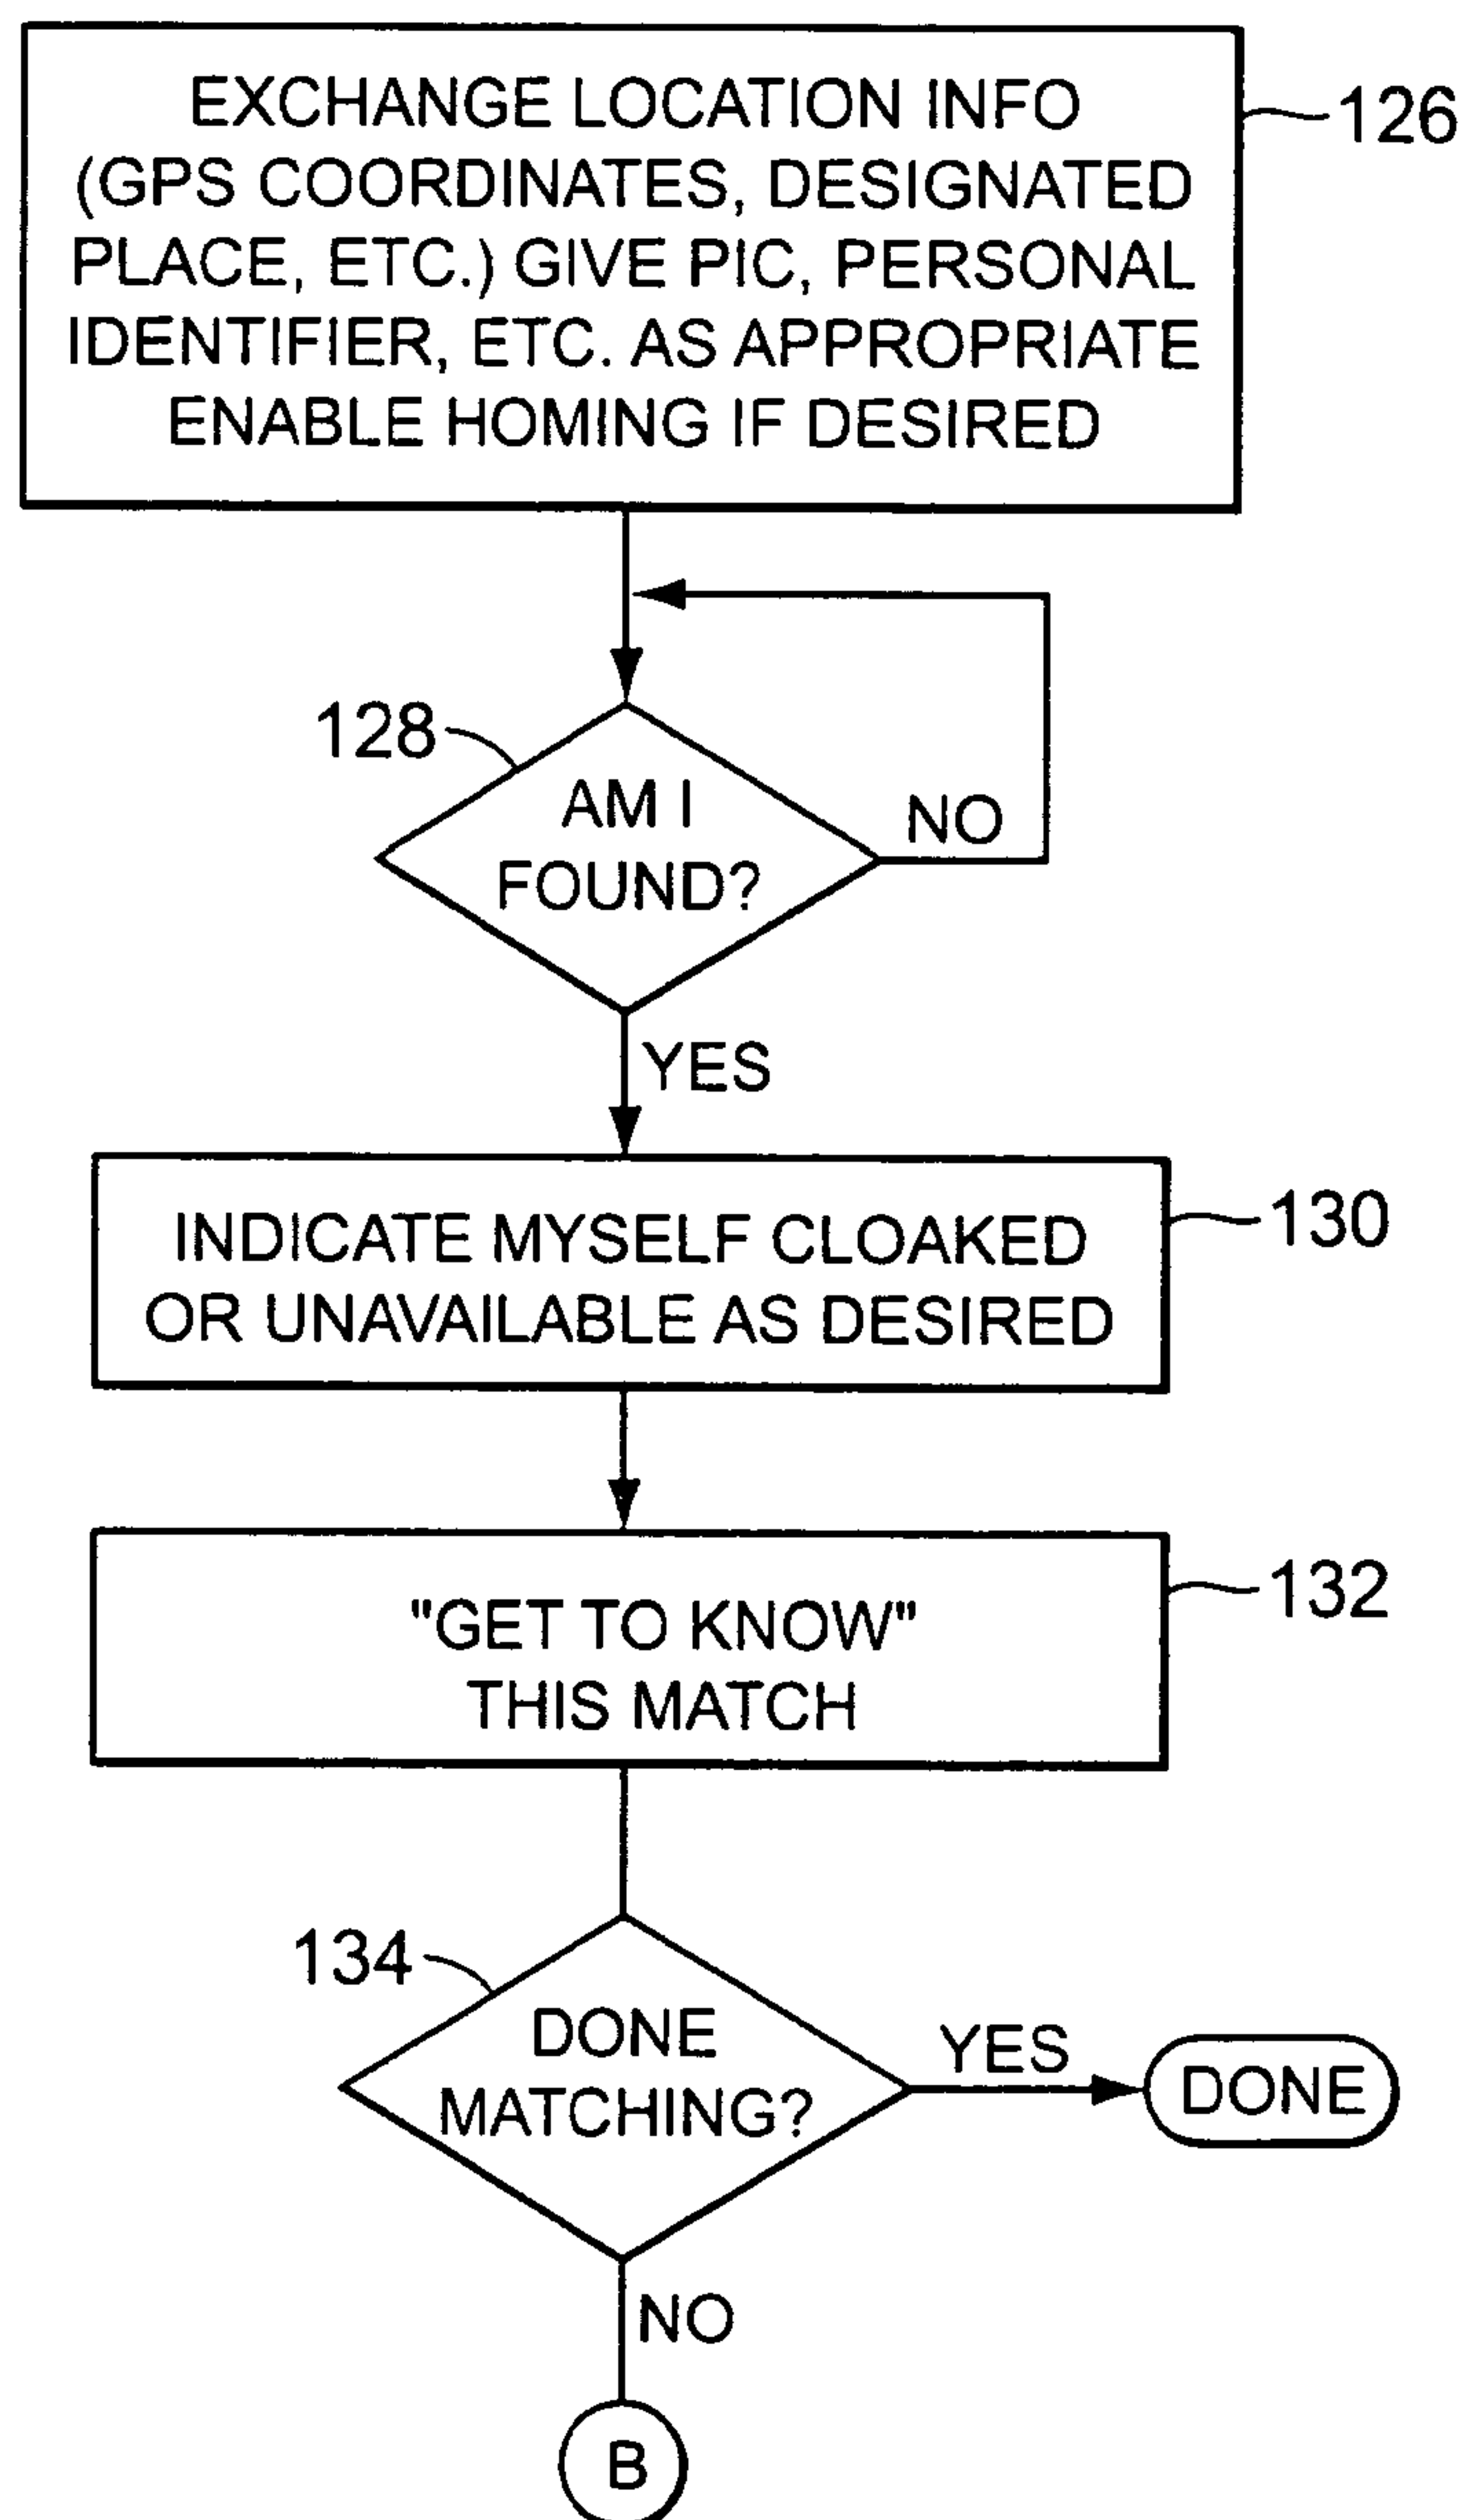 EXCHANGE LOCATION INFO
(GPS COORDINATES, DESIGNATED
PLACE, ETC.) GIVE PIC, PERSONAL
IDENTIFIER, ETC. AS APPROPRIATE
ENABLE HOMING IF DESIRED
126
128
AM I
FOUND?
NO
YES
INDICATE MYSELF CLOAKED
OR UNAVAILABLE AS DESIRED
130
"GET TO KNOW"
THIS MATCH
132
134
DONE
MATCHING?
YES
DONE
NO
B